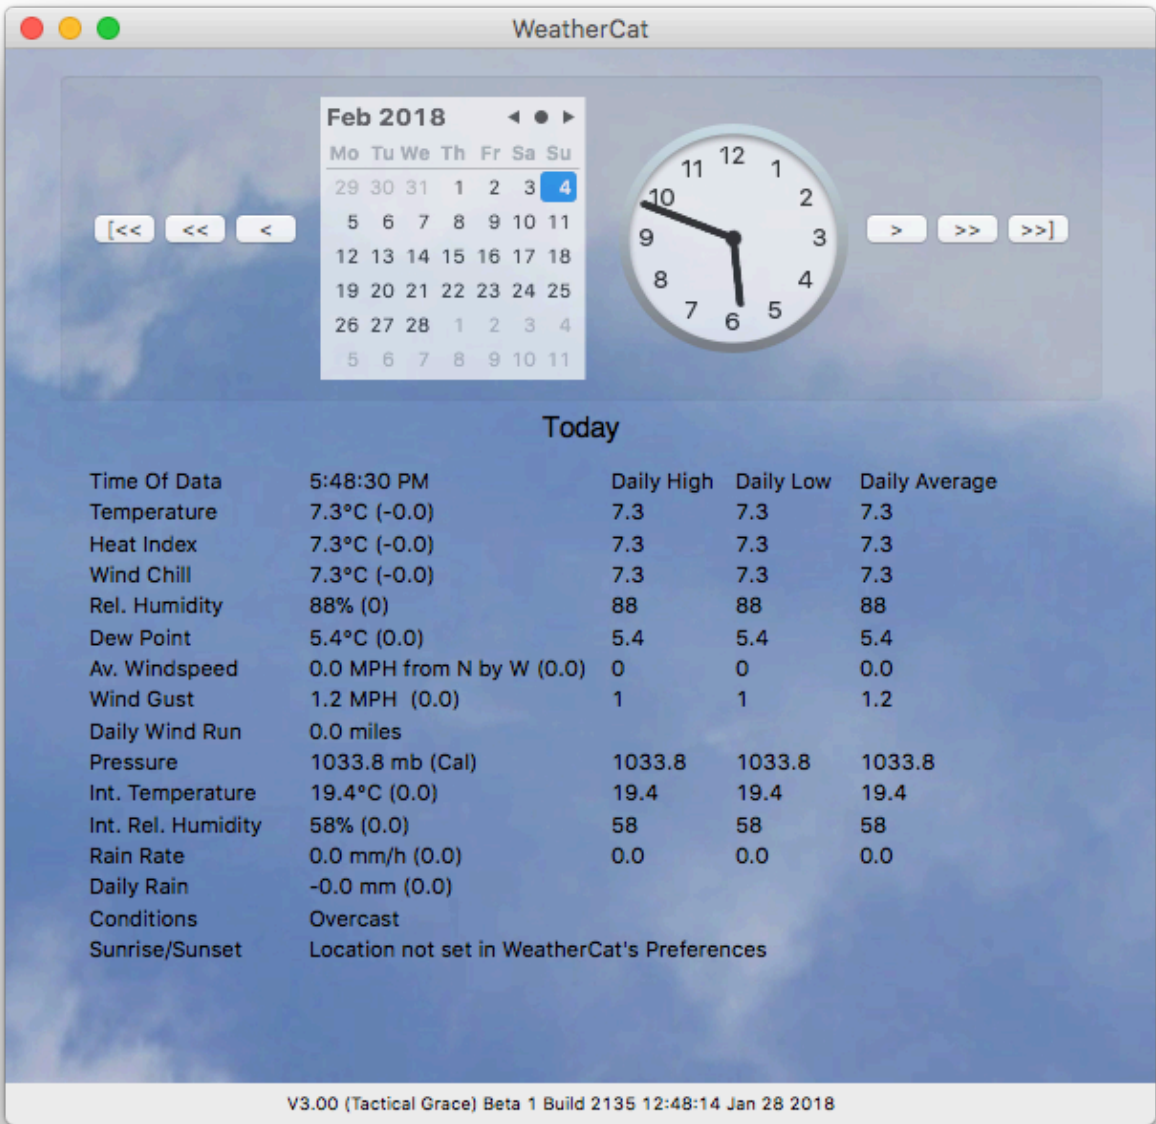 WeatherCat
Feb 2018
Mo Tu We Th Fr Sa Su
29 30 31 1 2 3 4
5 6 7 8 9 10 11
12 13 14 15 16 17 18
19 20 21 22 23 24 25
26 27 28 1 2 3 4
5 6 7 8 9 10 11
[<< << <
12 1 2 3 4 5 6 7 8 9 10 11
> >> >>]
Today
Time Of Data 5:48:30 PM Daily High Daily Low Daily Average
Temperature 7.3°C (-0.0) 7.3 7.3 7.3
Heat Index 7.3°C (-0.0) 7.3 7.3 7.3
Wind Chill 7.3°C (-0.0) 7.3 7.3 7.3
Rel. Humidity 88% (0) 88 88 88
Dew Point 5.4°C (0.0) 5.4 5.4 5.4
Av. Windspeed 0.0 MPH from N by W (0.0) 0 0 0.0
Wind Gust 1.2 MPH (0.0) 1 1 1.2
Daily Wind Run 0.0 miles
Pressure 1033.8 mb (Cal) 1033.8 1033.8 1033.8
Int. Temperature 19.4°C (0.0) 19.4 19.4 19.4
Int. Rel. Humidity 58% (0.0) 58 58 58
Rain Rate 0.0 mm/h (0.0) 0.0 0.0 0.0
Daily Rain -0.0 mm (0.0)
Conditions Overcast
Sunrise/Sunset Location not set in WeatherCat's Preferences
V3.00 (Tactical Grace) Beta 1 Build 2135 12:48:14 Jan 28 2018